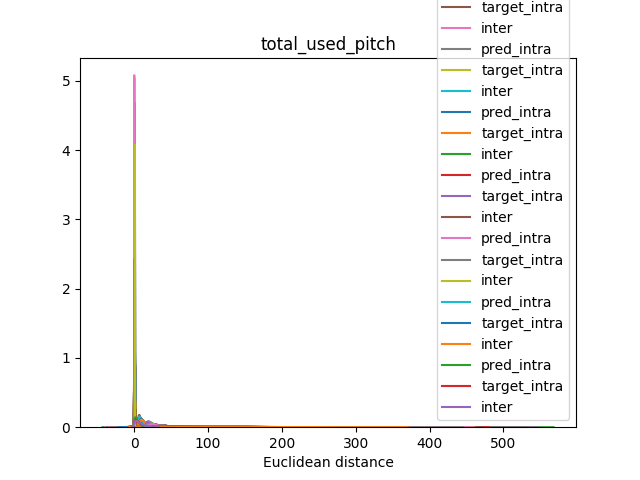 target_intra
inter
pred_intra
target_intra
inter
pred_intra
target_intra
inter
pred_intra
target_intra
inter
pred_intra
target_intra
inter
pred_intra
target_intra
inter
pred_intra
target_intra
inter
total_used_pitch
5
4
3
2
1
0
0
100
200
300
400
500
Euclidean distance